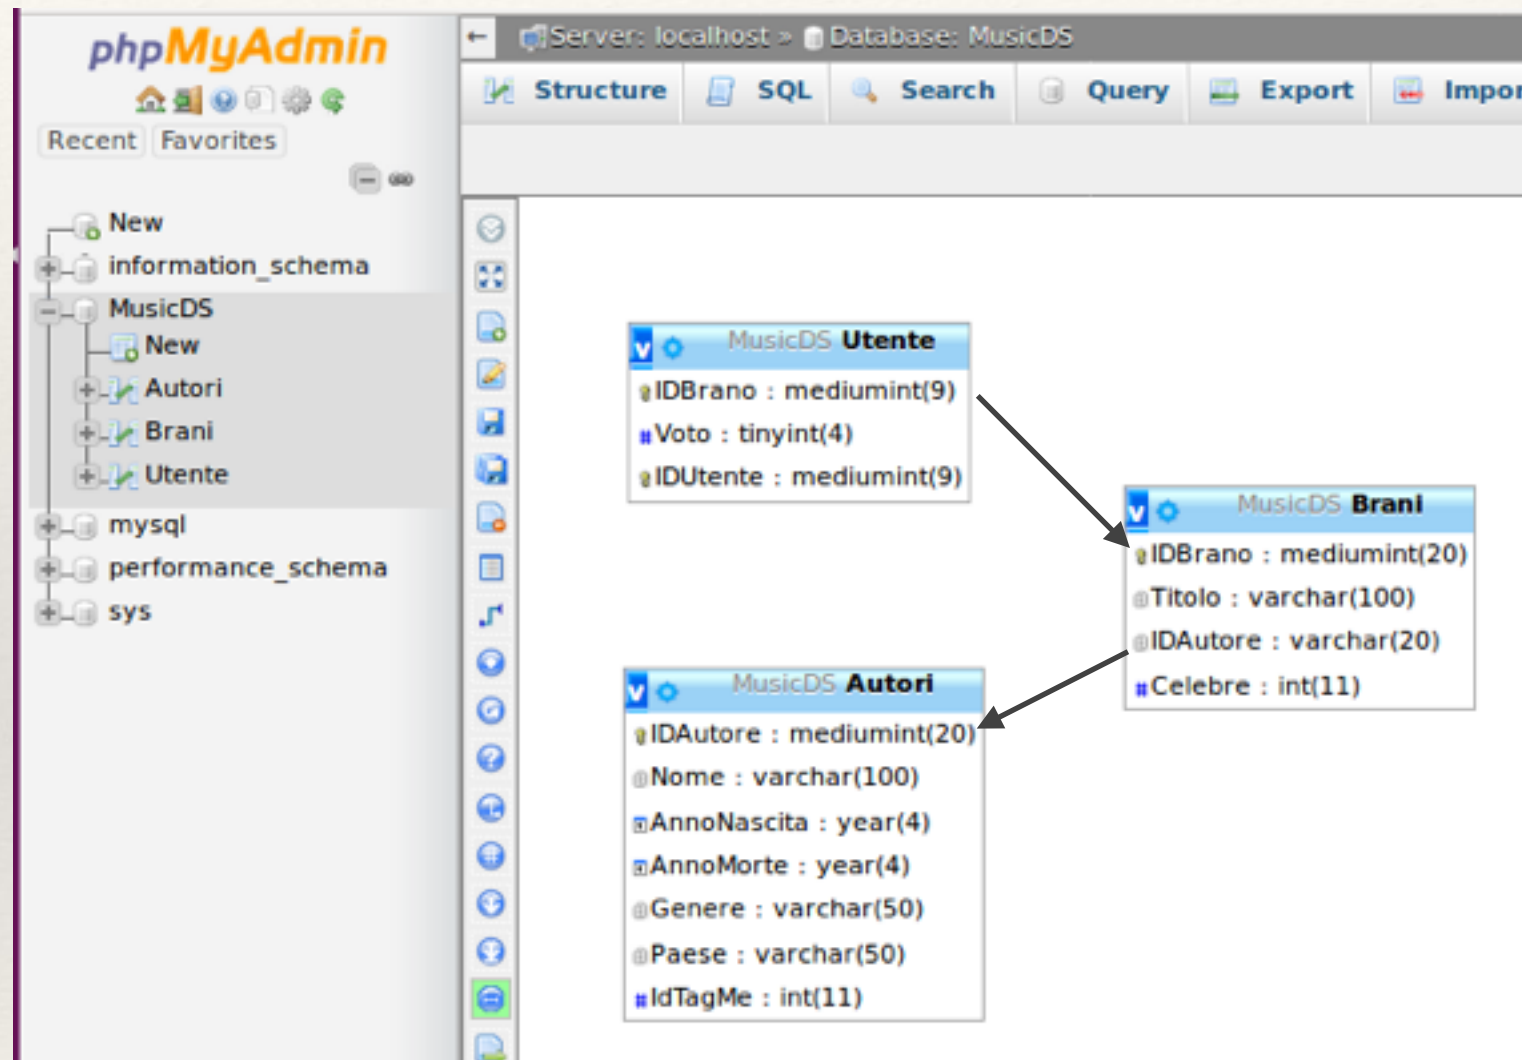 phpMyAdmin
Recent Favorites
New
information_schema
MusicDS
New
Autori
Brani
Utente
mysql
performance_schema
sys
← Server: localhost » Database: MusicDS
Structure SQL Search Query Export Impor
v MusicDS Utente
IDBrano : mediumint(9)
# Voto : tinyint(4)
IDUtente : mediumint(9)
v MusicDS Brani
IDBrano : mediumint(20)
Titolo : varchar(100)
IDAutore : varchar(20)
# Celebre : int(11)
v MusicDS Autori
IDAutore : mediumint(20)
Nome : varchar(100)
AnnoNascita : year(4)
AnnoMorte : year(4)
Genere : varchar(50)
Paese : varchar(50)
# IdTagMe : int(11)